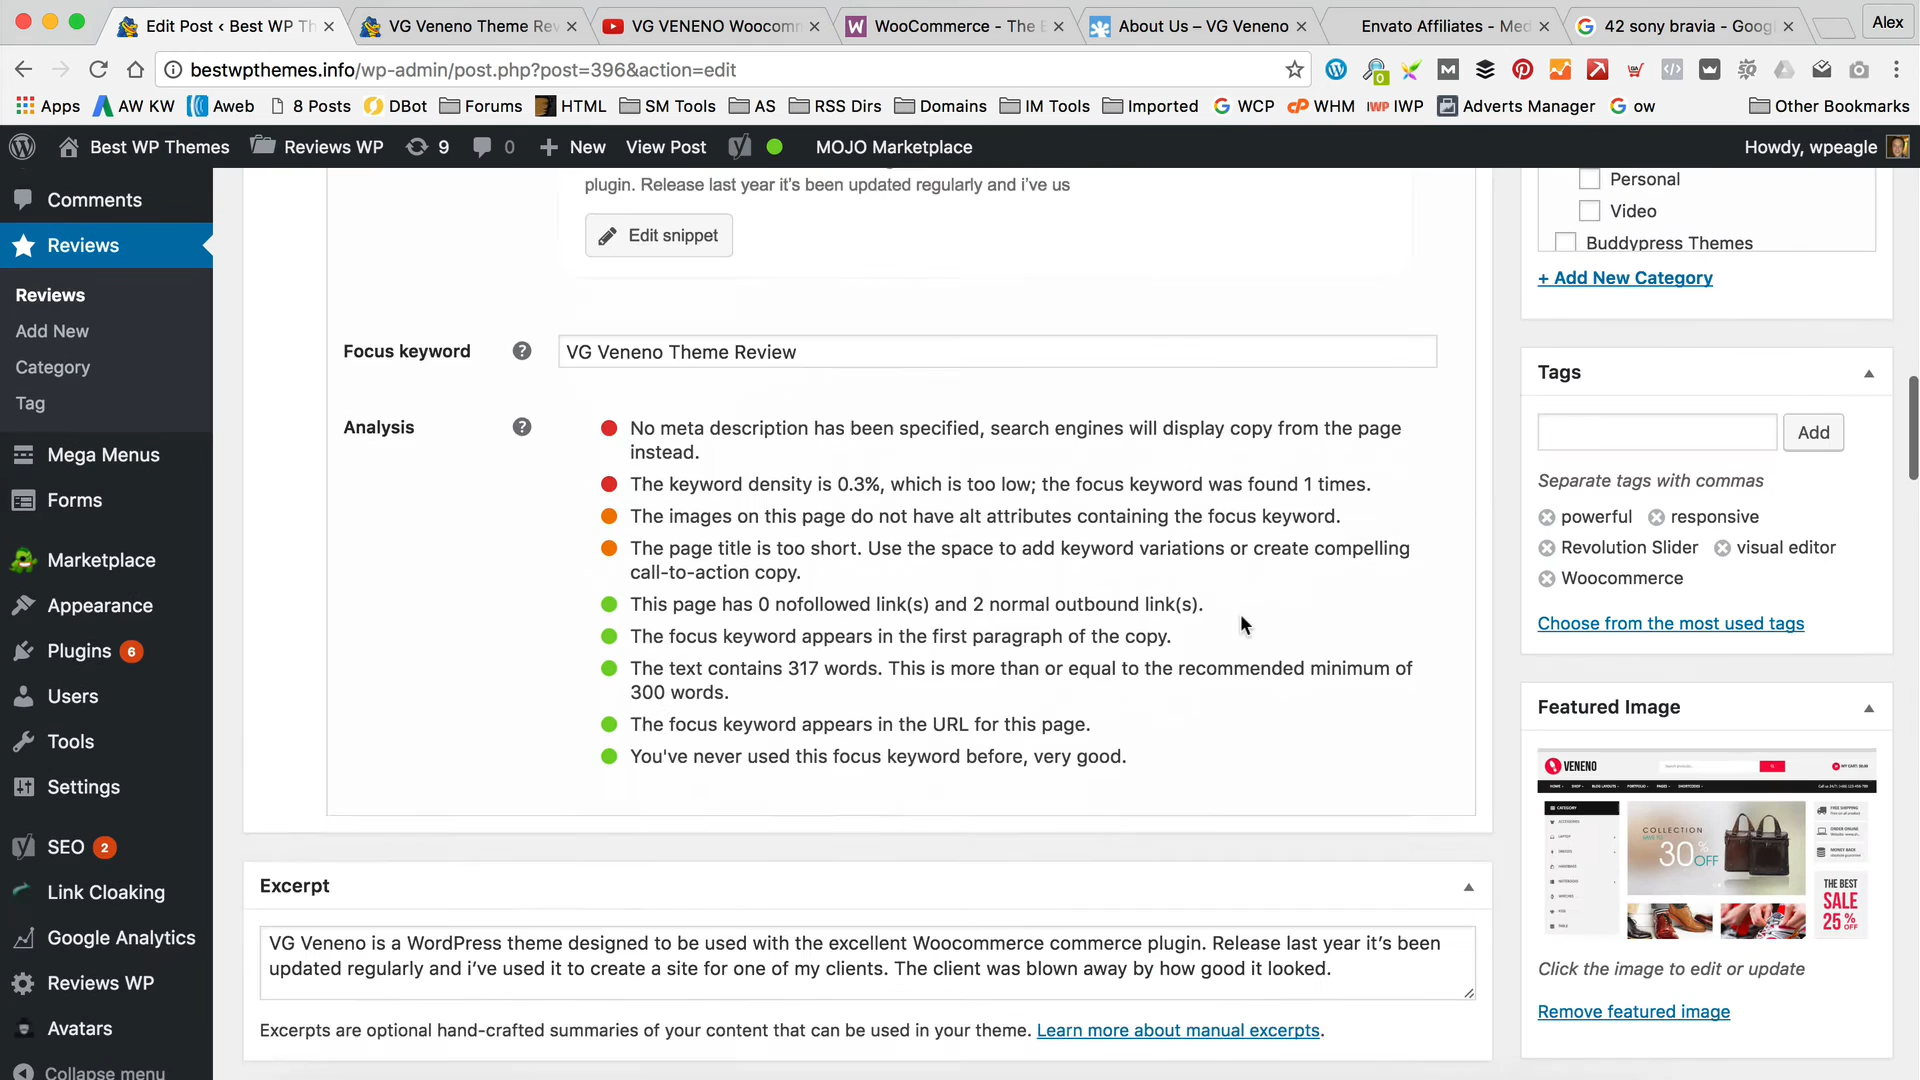 Edit Post ‹ Best WP Th
VG Veneno Theme Rev
VG VENENO Woocomm
WooCommerce - The E
About Us – VG Veneno
Envato Affiliates - Med
42 sony bravia - Goog
Alex
bestwpthemes.info/wp-admin/post.php?post=396&action=edit
Apps
AW KW
Aweb
8 Posts
DBot
Forums
HTML
SM Tools
AS
RSS Dirs
Domains
IM Tools
Imported
WCP
WHM
IWP
Adverts Manager
ow
Other Bookmarks
Best WP Themes
Reviews WP
9
0
New
View Post
MOJO Marketplace
Howdy, wpeagle
Comments
Reviews
Reviews
Add New
Category
Tag
Mega Menus
Forms
Marketplace
Appearance
Plugins 6
Users
Tools
Settings
SEO 2
Link Cloaking
Google Analytics
Reviews WP
Avatars
Collapse menu
plugin. Release last year it's been updated regularly and i've us
Edit snippet
Focus keyword
VG Veneno Theme Review
Analysis
No meta description has been specified, search engines will display copy from the page
instead.
The keyword density is 0.3%, which is too low; the focus keyword was found 1 times.
The images on this page do not have alt attributes containing the focus keyword.
The page title is too short. Use the space to add keyword variations or create compelling
call-to-action copy.
This page has 0 nofollowed link(s) and 2 normal outbound link(s).
The focus keyword appears in the first paragraph of the copy.
The text contains 317 words. This is more than or equal to the recommended minimum of
300 words.
The focus keyword appears in the URL for this page.
You've never used this focus keyword before, very good.
Excerpt
VG Veneno is a WordPress theme designed to be used with the excellent Woocommerce commerce plugin. Release last year it's been
updated regularly and i've used it to create a site for one of my clients. The client was blown away by how good it looked.
Excerpts are optional hand-crafted summaries of your content that can be used in your theme. Learn more about manual excerpts.
Personal
Video
Buddypress Themes
+ Add New Category
Tags
Add
Separate tags with commas
powerful
responsive
Revolution Slider
visual editor
Woocommerce
Choose from the most used tags
Featured Image
VENENO
CATEGORY
COLLECTION
30% OFF
THE BEST
SALE
25% OFF
Click the image to edit or update
Remove featured image